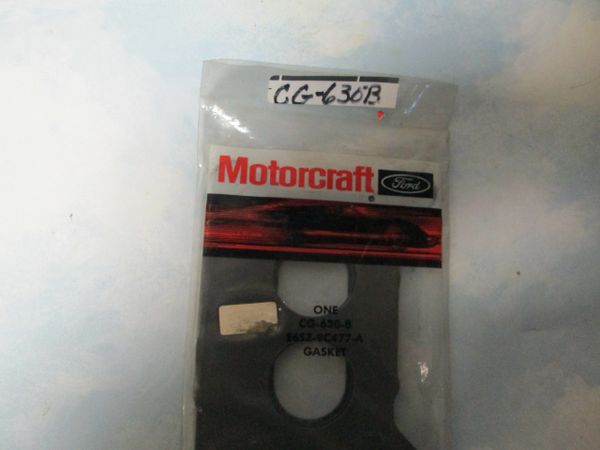 CG-630B
Motorcraft
Ford
®
ONE
CG-630-B
E6SZ-9C477-A
GASKET